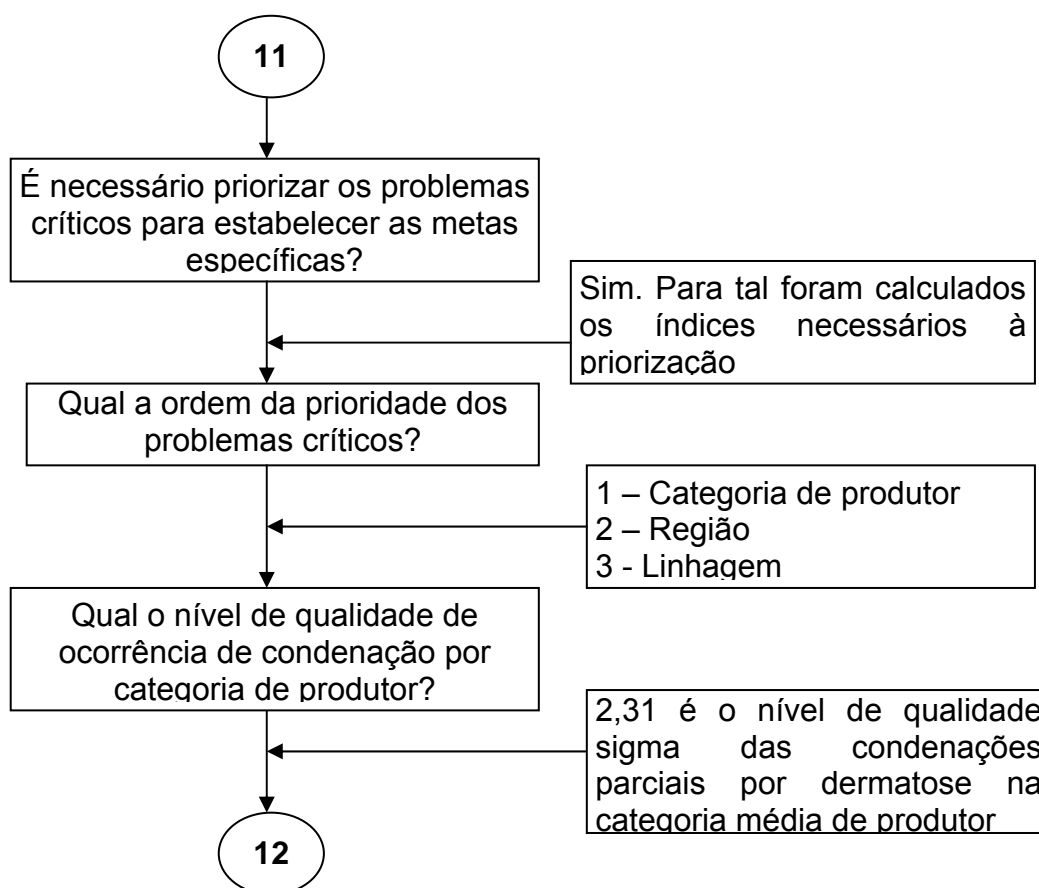 11
É necessário priorizar os problemas
críticos para estabelecer as metas
específicas?
Sim. Para tal foram calculados
os índices necessários à
priorização
Qual a ordem da prioridade dos
problemas críticos?
1 – Categoria de produtor
2 – Região
3 - Linhagem
Qual o nível de qualidade de
ocorrência de condenação por
categoria de produtor?
2,31 é o nível de qualidade
sigma das condenações
parciais por dermatose na
categoria média de produtor
12